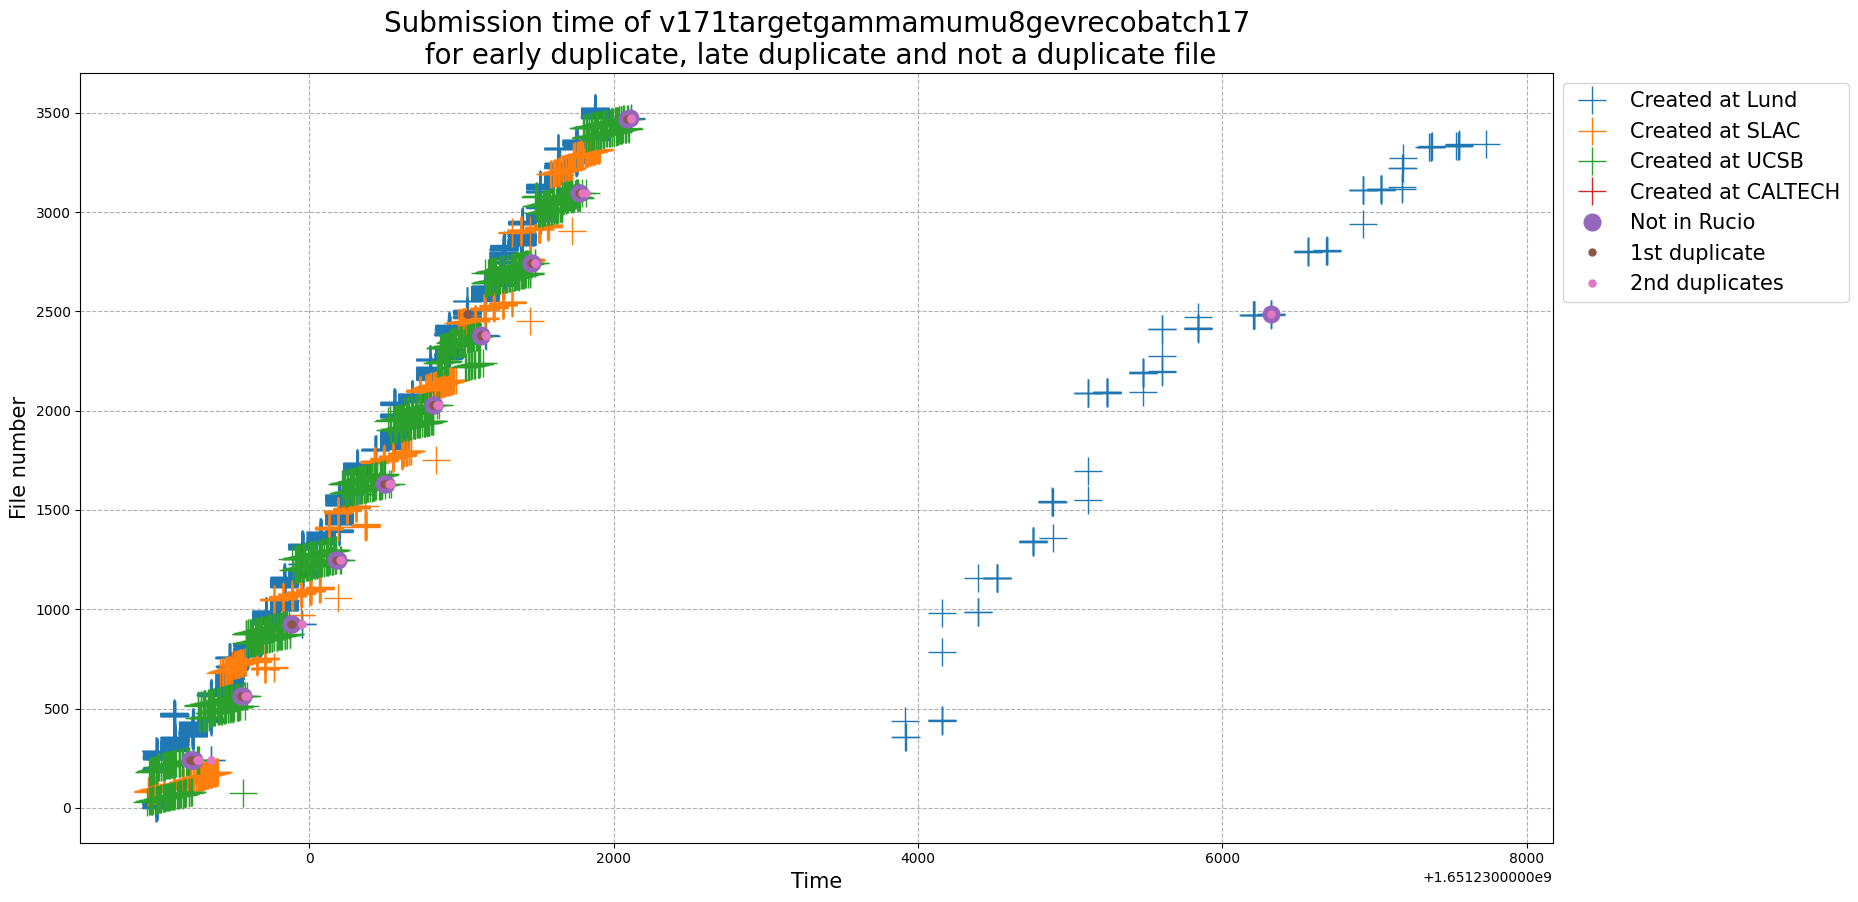 Submission time of v171targetgammamumu8gevrecobatch17
for early duplicate, late duplicate and not a duplicate file
Created at Lund
Created at SLAC
Created at UCSB
Created at CALTECH
Not in Rucio
1st duplicate
2nd duplicates
File number
3500
3000
2500
2000
1500
1000
500
0
0
2000
4000
6000
8000
+1.6512300000e9
Time